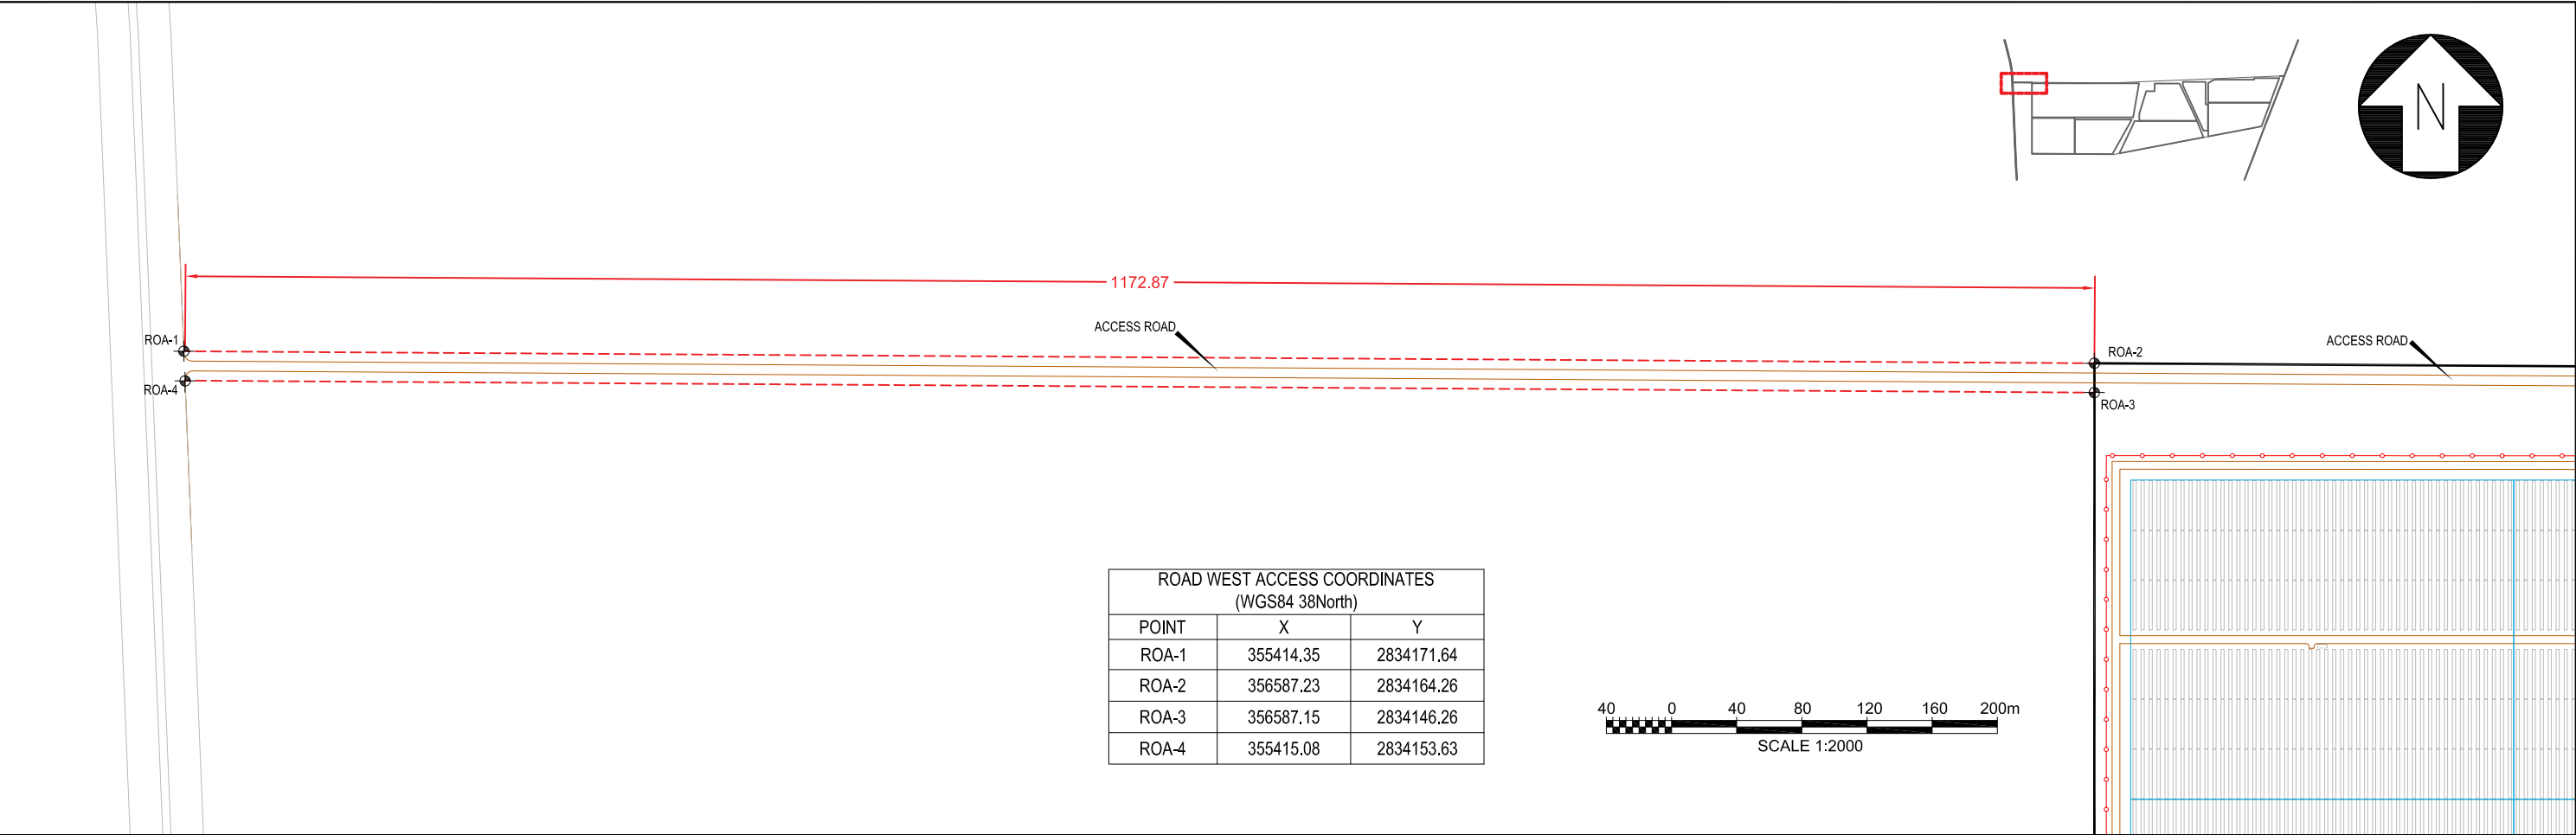 N
1172.87
ACCESS ROAD
ACCESS ROAD
ROA-1
ROA-2
ROA-4
ROA-3
ROAD WEST ACCESS COORDINATES
(WGS84 38North)
POINT X Y
ROA-1 355414.35 2834171.64
ROA-2 356587.23 2834164.26
ROA-3 356587.15 2834146.26
ROA-4 355415.08 2834153.63
40 0 40 80 120 160 200m
SCALE 1:2000